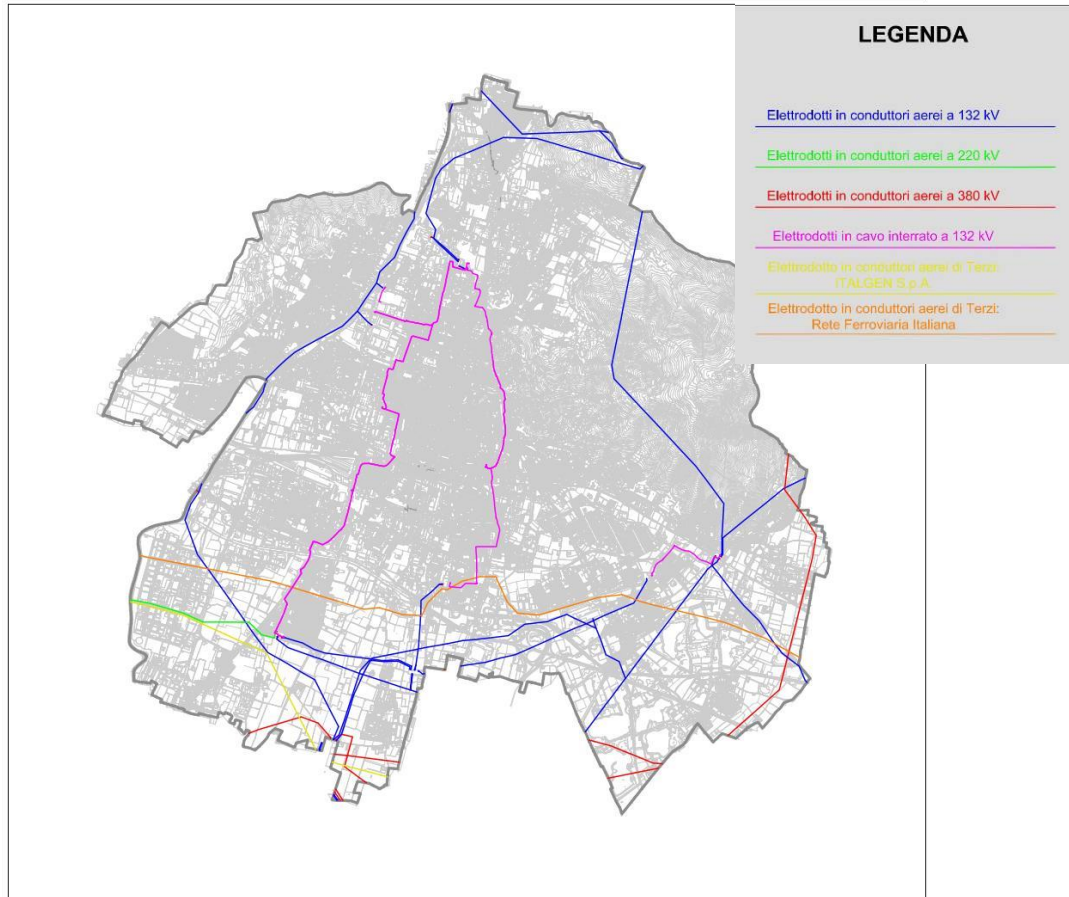 LEGENDA
Elettrodotti in conduttori aerei a 132 kV
Elettrodotti in conduttori aerei a 220 kV
Elettrodotti in conduttori aerei a 380 kV
Elettrodotti in cavo interrato a 132 kV
Elettrodotto in conduttori aerei di Terzi:
ITALGEN S.p.A.
Elettrodotto in conduttori aerei di Terzi:
Rete Ferroviaria Italiana